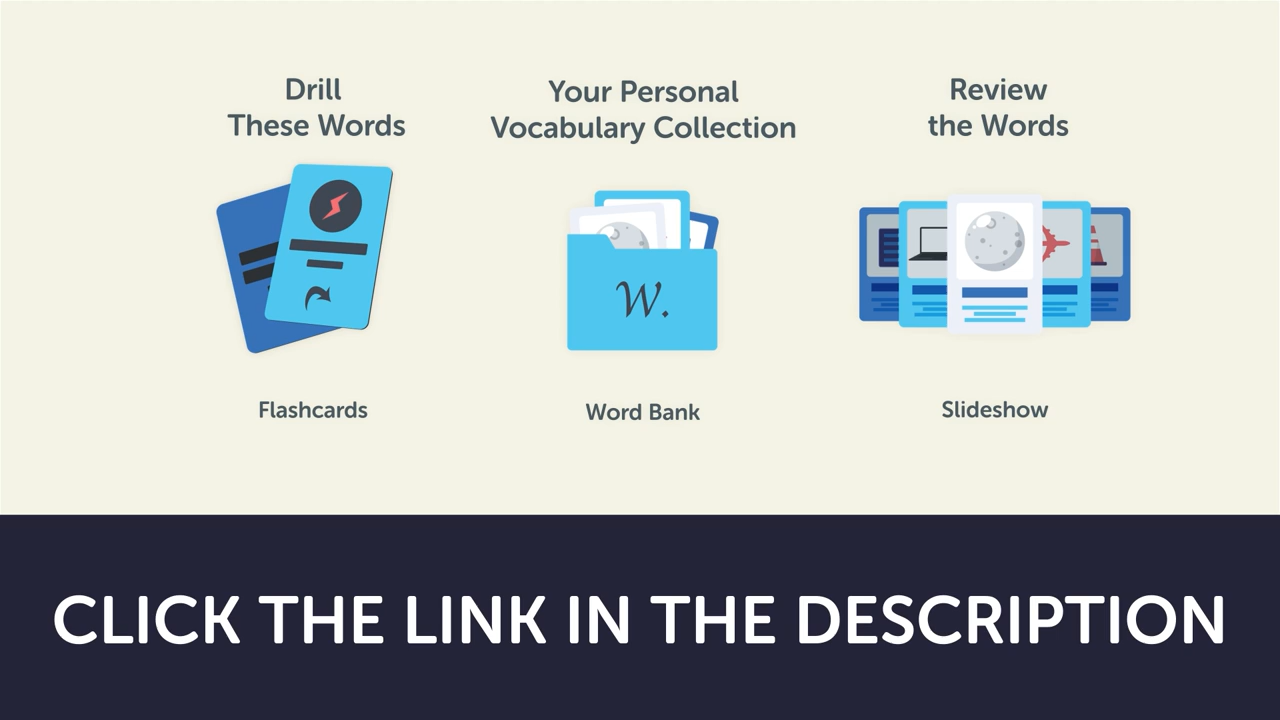 Drill
These Words
Your Personal
Vocabulary Collection
Review
the Words
W.
Flashcards
Word Bank
Slideshow
CLICK THE LINK IN THE DESCRIPTION